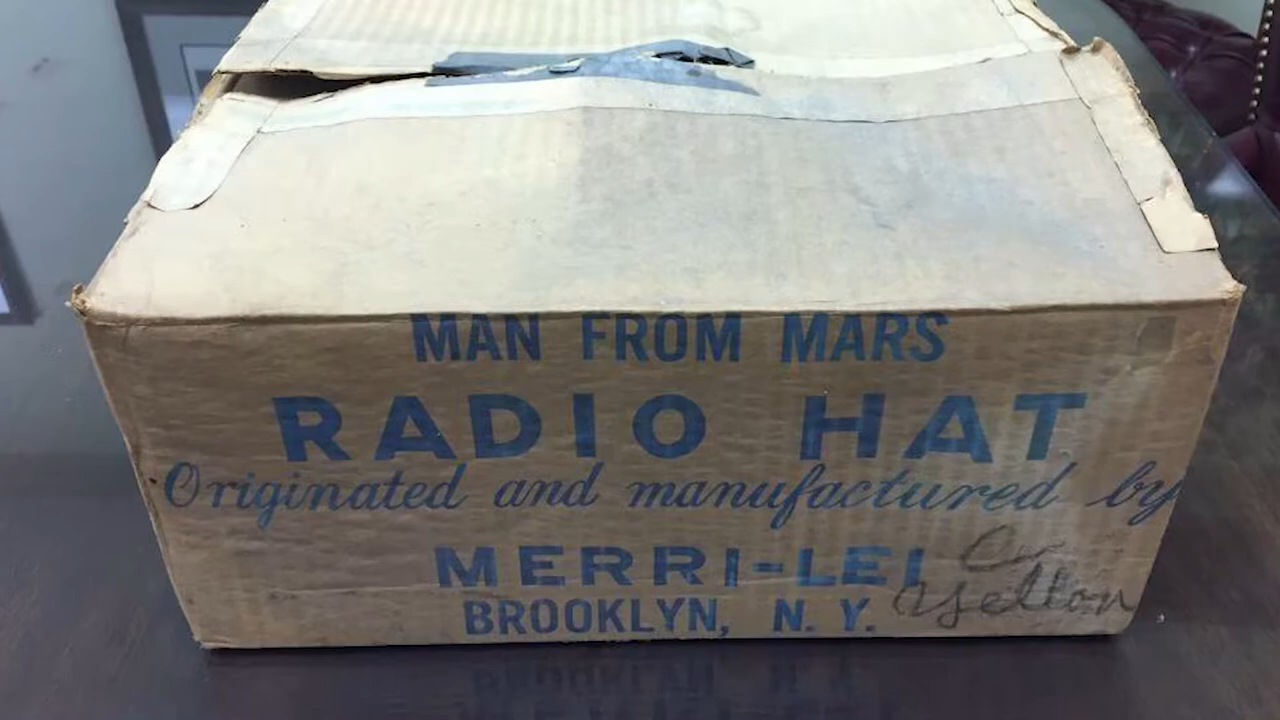 MAN FROM MARS
RADIO HAT
Originated and manufactured by
MERRI-LEI
BROOKLYN, N. Y.
Yellow